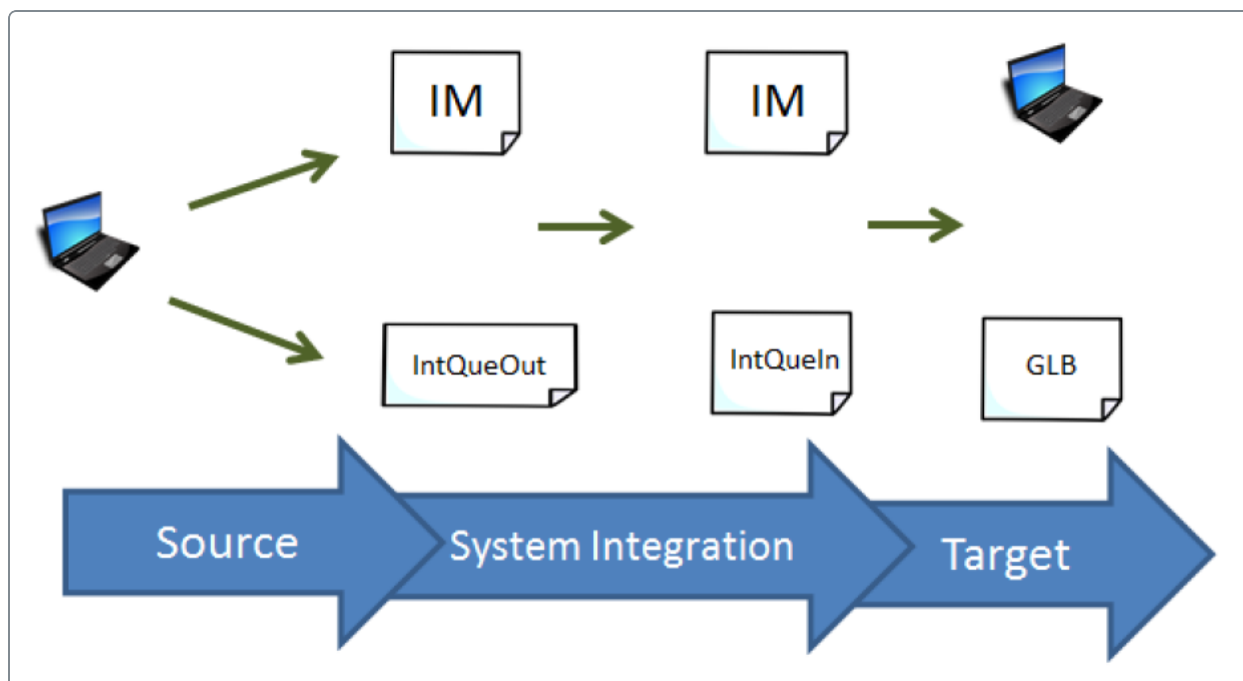 IM
IM
IntQueOut
IntQueIn
GLB
Source
System Integration
Target